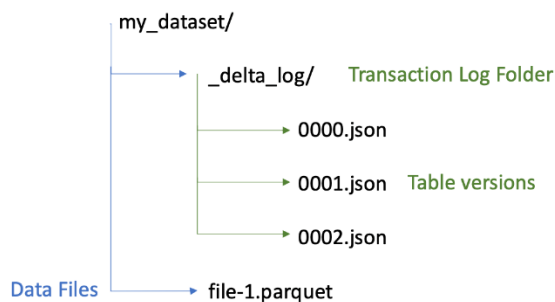 my_dataset/
_delta_log/ Transaction Log Folder
0000.json
0001.json Table versions
0002.json
Data Files file-1.parquet